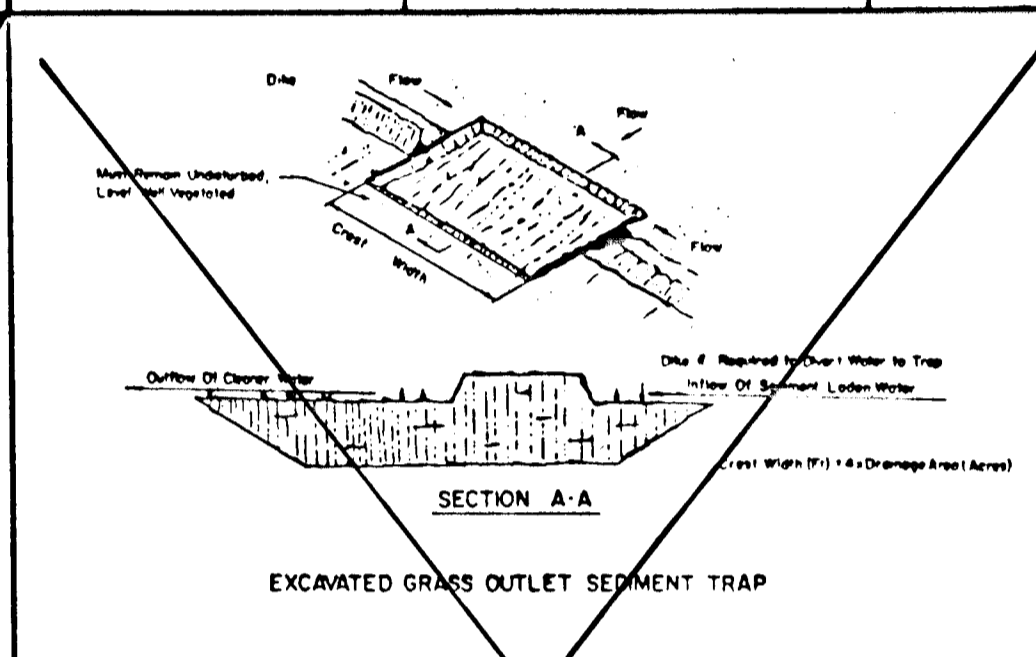 Dike
Flow
Flow
A
Must Remain Undisturbed,
Level Well Vegetated
A
Crest
Width
Flow
Outflow Of Cleaner Water
Dike if Required to Divert Water to Trap
Inflow Of Sediment Laden Water
Crest Width (Ft) = 4 x Drainage Area (Acres)
SECTION A-A
EXCAVATED GRASS OUTLET SEDIMENT TRAP